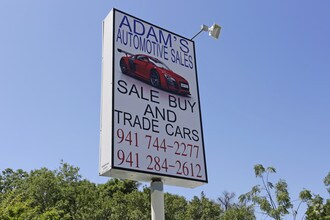 ADAM'S
AUTOMOTIVE SALES
SALE BUY
AND
TRADE CARS
941 744-2277
941 284-2612